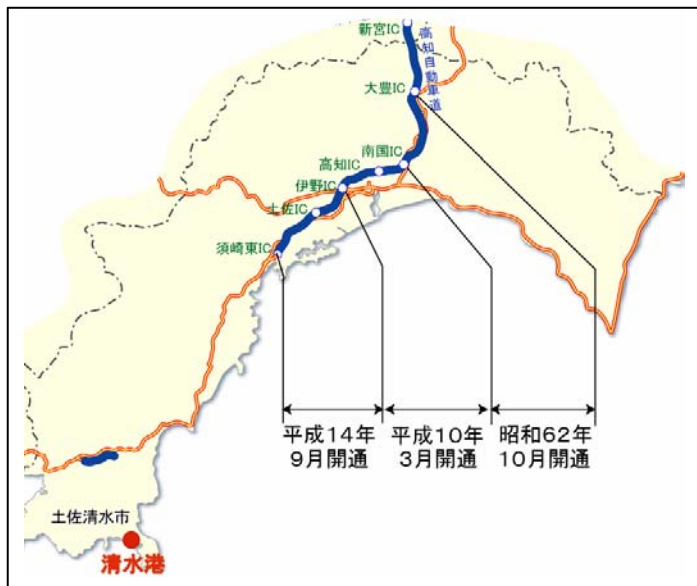 新宮IC
高知自動車道
大豊IC
南国IC
高知IC
伊野IC
土佐IC
須崎東IC
平成14年
9月開通
平成10年
3月開通
昭和62年
10月開通
土佐清水市
清水港